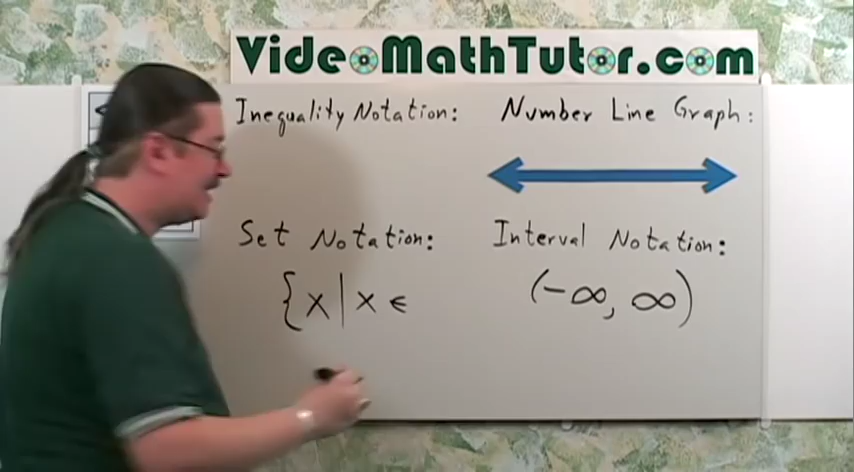 VideoMathTutor.com
Inequality Notation:
Number Line Graph:
Set Notation:
{x|x ∈
Interval Notation:
(-∞, ∞)